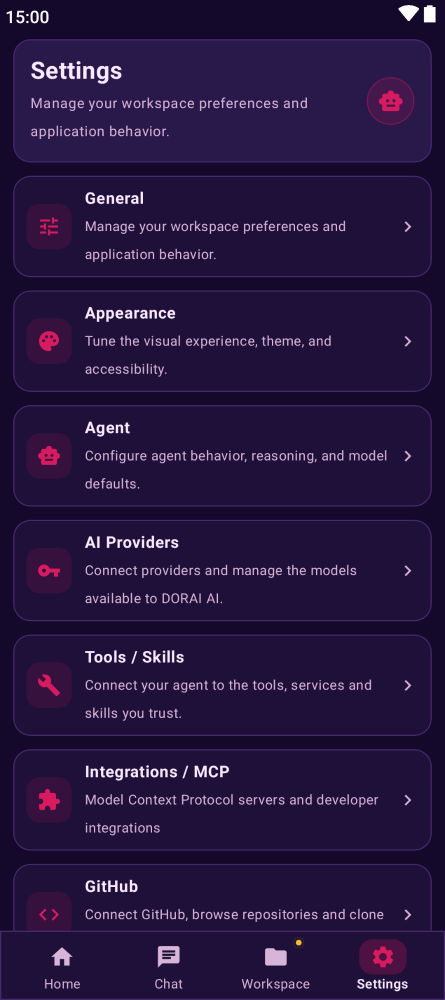 15:00
Settings
Manage your workspace preferences and
application behavior.
General
Manage your workspace preferences and
application behavior.
Appearance
Tune the visual experience, theme, and
accessibility.
Agent
Configure agent behavior, reasoning, and model
defaults.
AI Providers
Connect providers and manage the models
available to DORAI AI.
Tools / Skills
Connect your agent to the tools, services and
skills you trust.
Integrations / MCP
Model Context Protocol servers and developer
integrations
GitHub
Connect GitHub, browse repositories and clone
Home
Chat
Workspace
Settings